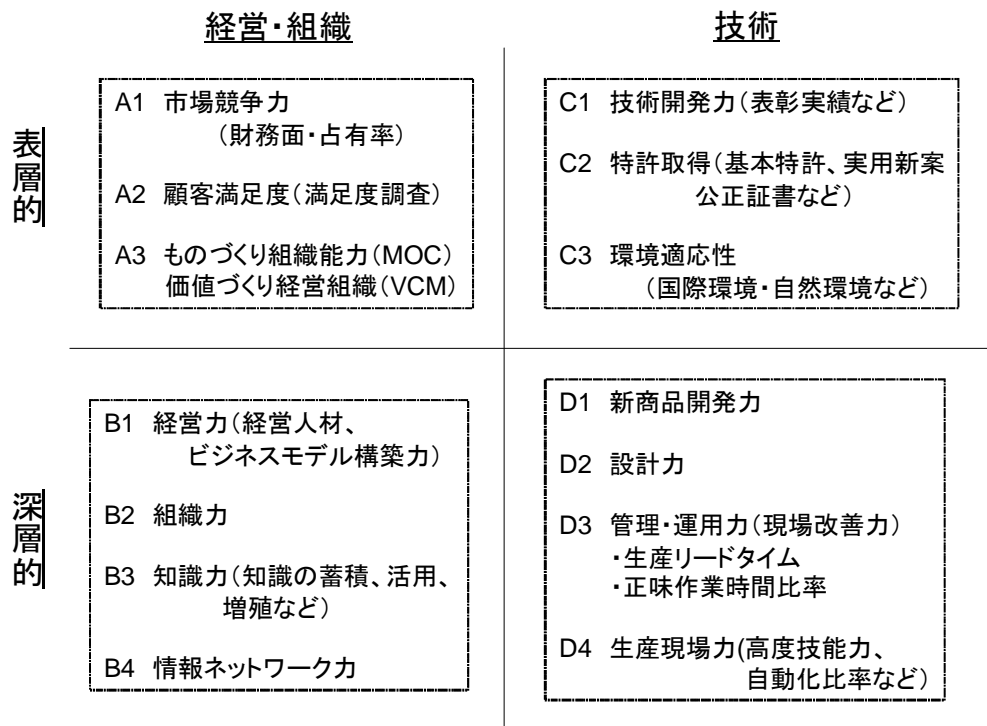 経営・組織
技術
表層的
A1 市場競争力
（財務面・占有率）
A2 顧客満足度（満足度調査）
A3 ものづくり組織能力（MOC）
価値づくり経営組織（VCM）
C1 技術開発力（表彰実績など）
C2 特許取得（基本特許、実用新案
公正証書など）
C3 環境適応性
（国際環境・自然環境など）
深層的
B1 経営力（経営人材、
ビジネスモデル構築力）
B2 組織力
B3 知識力（知識の蓄積、活用、
増殖など）
B4 情報ネットワーク力
D1 新商品開発力
D2 設計力
D3 管理・運用力（現場改善力）
・生産リードタイム
・正味作業時間比率
D4 生産現場力(高度技能力、
自動化比率など）